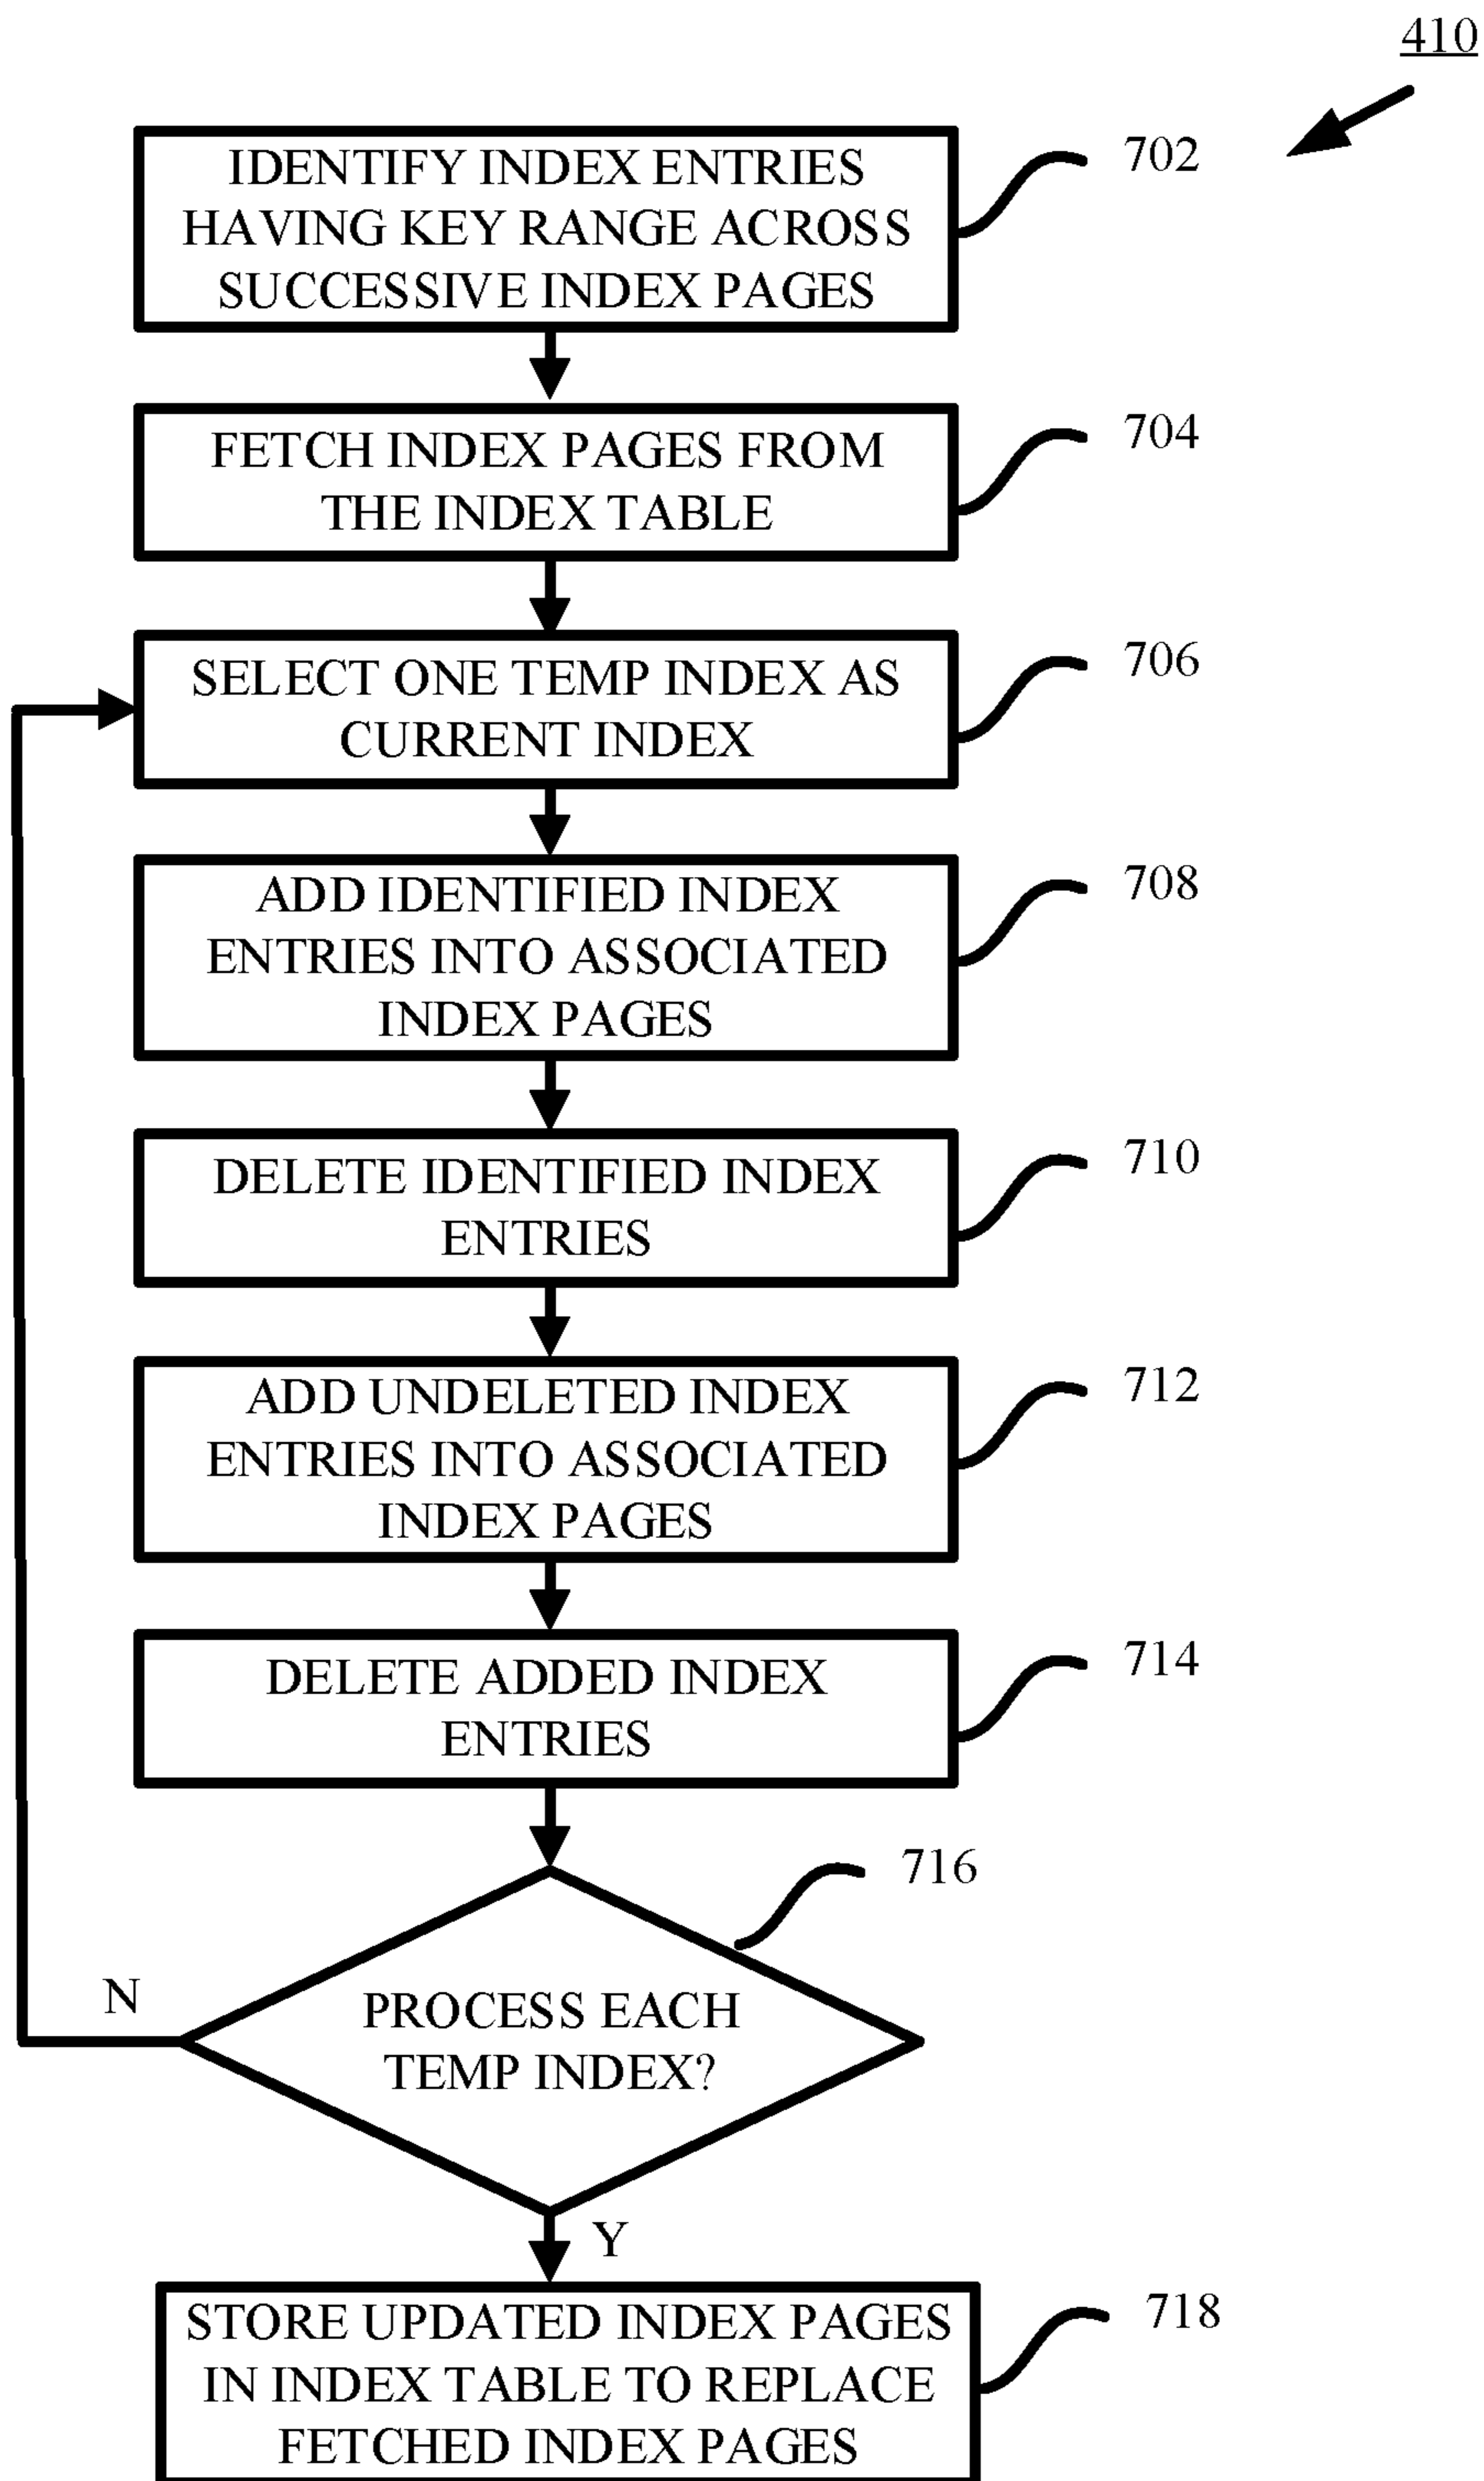 410
IDENTIFY INDEX ENTRIES
HAVING KEY RANGE ACROSS
SUCCESSIVE INDEX PAGES
702
FETCH INDEX PAGES FROM
THE INDEX TABLE
704
SELECT ONE TEMP INDEX AS
CURRENT INDEX
706
ADD IDENTIFIED INDEX
ENTRIES INTO ASSOCIATED
INDEX PAGES
708
DELETE IDENTIFIED INDEX
ENTRIES
710
ADD UNDELETED INDEX
ENTRIES INTO ASSOCIATED
INDEX PAGES
712
DELETE ADDED INDEX
ENTRIES
714
716
N
PROCESS EACH
TEMP INDEX?
Y
STORE UPDATED INDEX PAGES
IN INDEX TABLE TO REPLACE
FETCHED INDEX PAGES
718